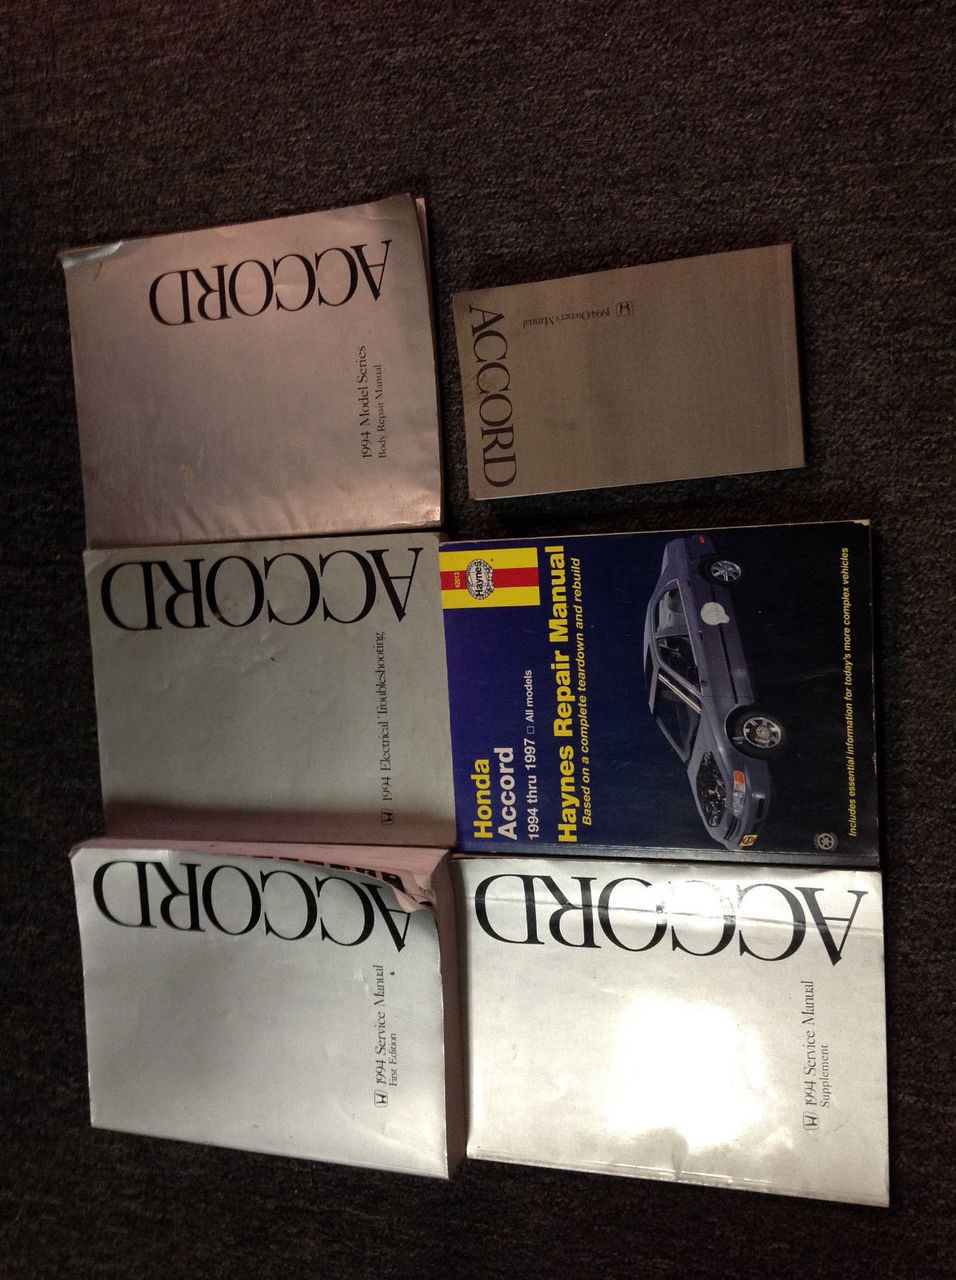 ACCORD
1994 Model Series
Body Repair Manual
ACCORD
1994 Owner's Manual
ACCORD
1994 Electrical Troubleshooting
42013
Haynes
Honda
Accord
1994 thru 1997 □ All models
Haynes Repair Manual
Based on a complete teardown and rebuild
Includes essential information for today's more complex vehicles
ACCORD
1994 Service Manual
First Edition
ACCORD
1994 Service Manual
Supplement